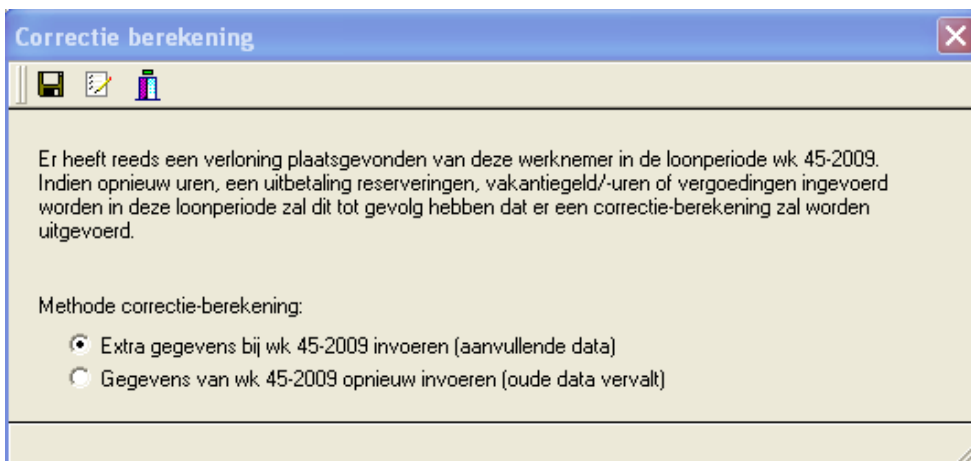 Correctie berekening
Er heeft reeds een verloning plaatsgevonden van deze werknemer in de loonperiode wk 45-2009.
Indien opnieuw uren, een uitbetaling reserveringen, vakantiegeld/-uren of vergoedingen ingevoerd
worden in deze loonperiode zal dit tot gevolg hebben dat er een correctie-berekening zal worden
uitgevoerd.
Methode correctie-berekening:
Extra gegevens bij wk 45-2009 invoeren (aanvullende data)
Gegevens van wk 45-2009 opnieuw invoeren (oude data vervalt)